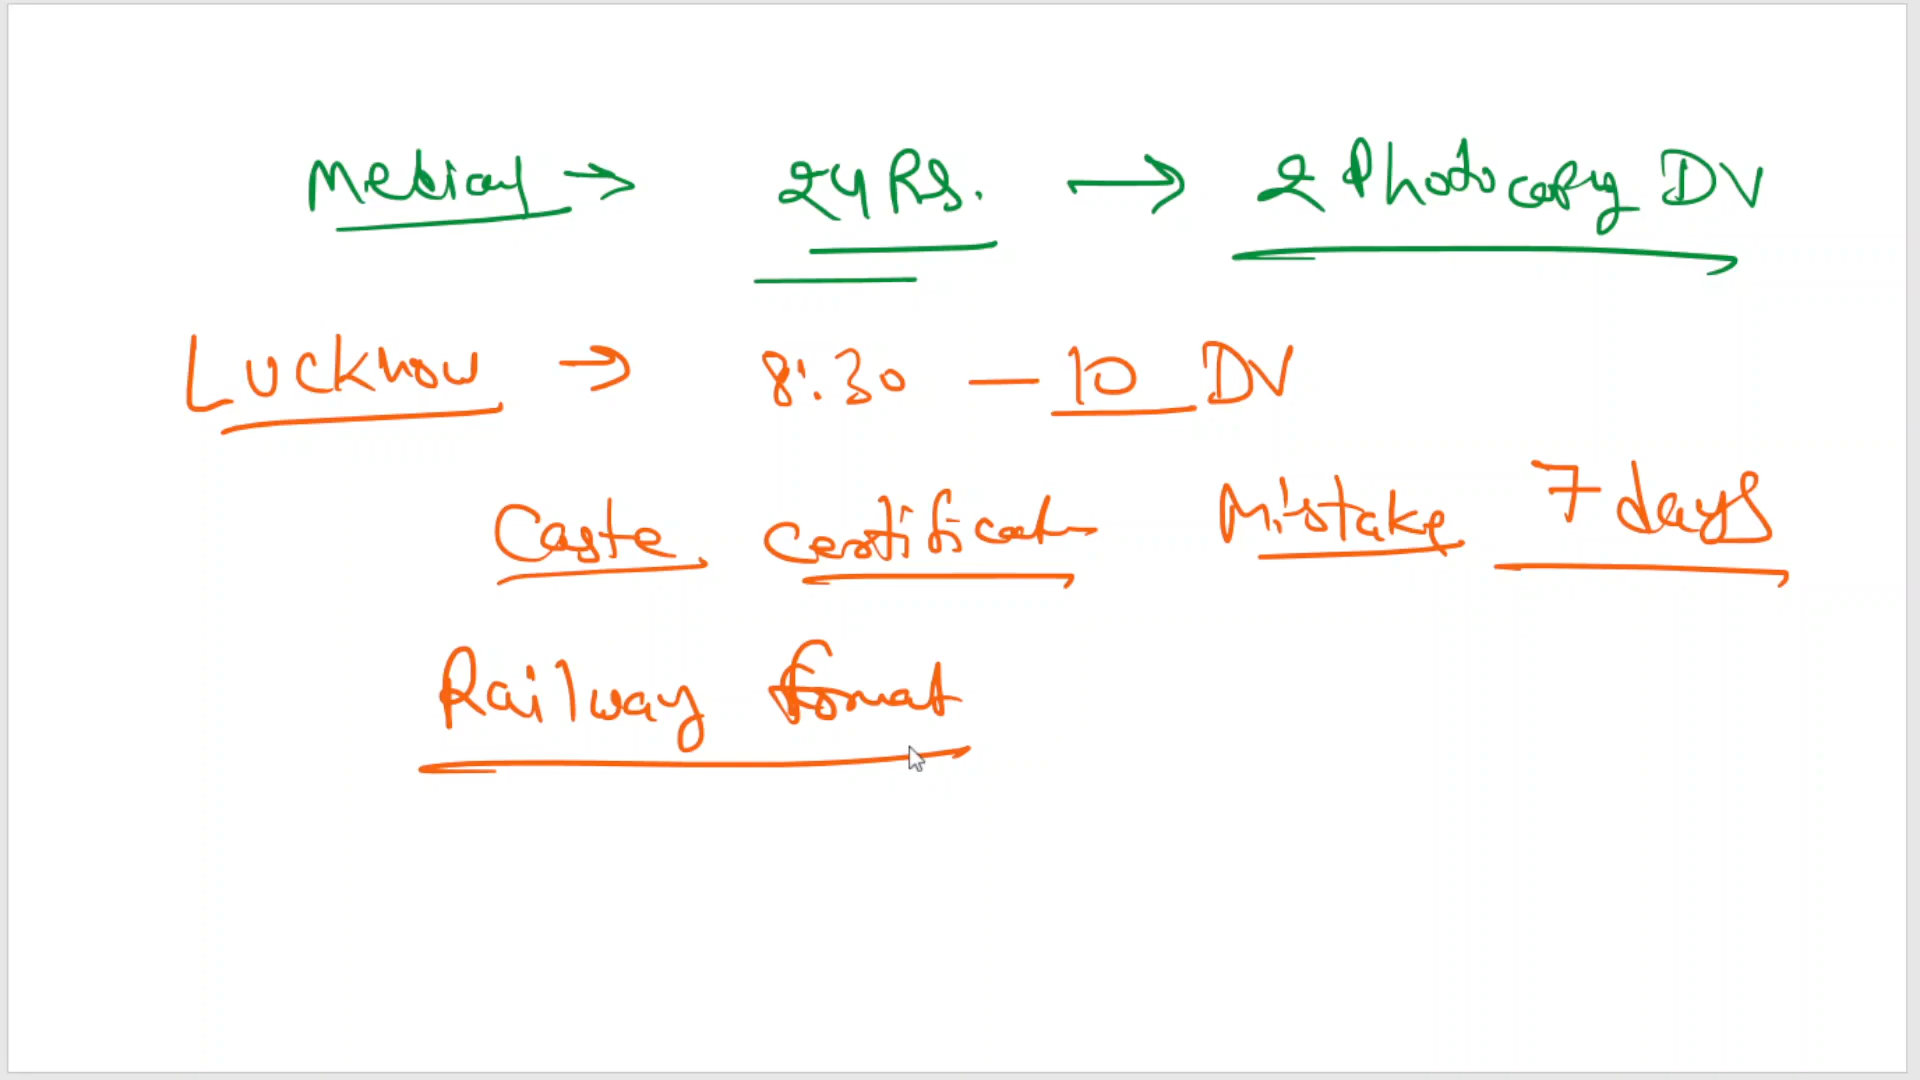 Medical → 24 Rs. → 2 Photocopy DV
Lucknow → 8:30 — 10 DV
Caste certificate Mistake 7 days
Railway format